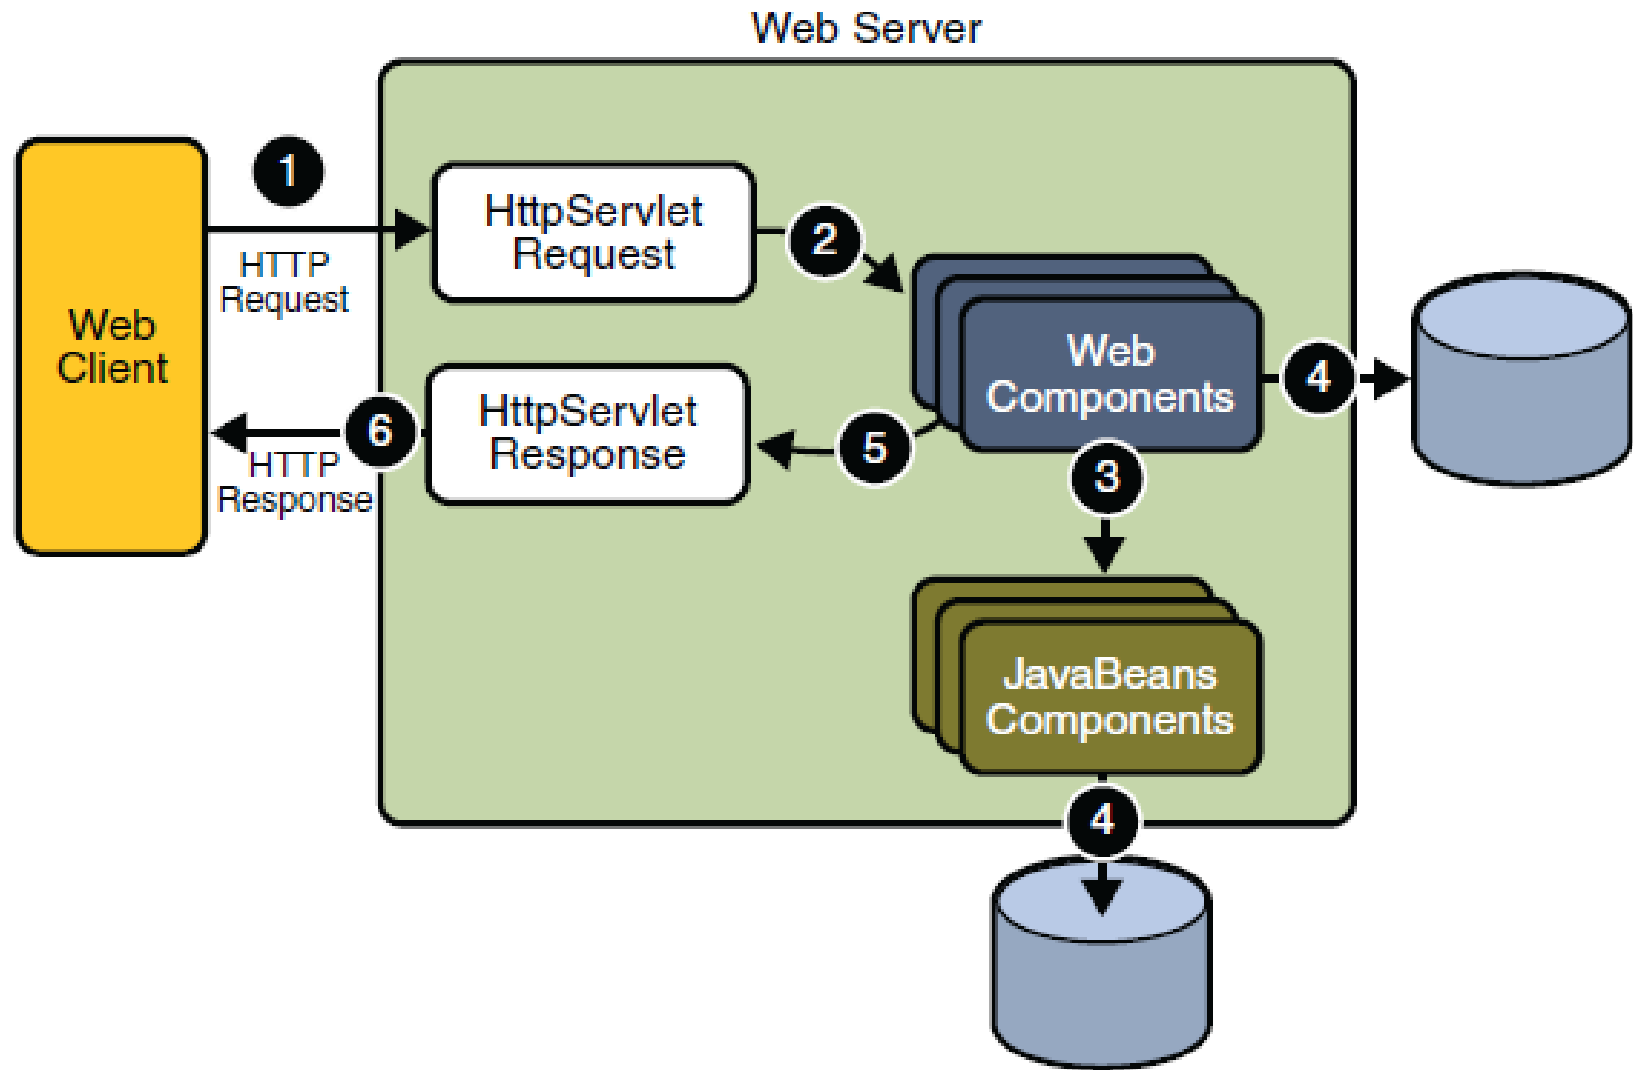 Web Server
1
HTTP
Request
HttpServlet
Request
2
Web
Client
Web
Components
4
HttpServlet
Response
5
6
HTTP
Response
3
JavaBeans
Components
4